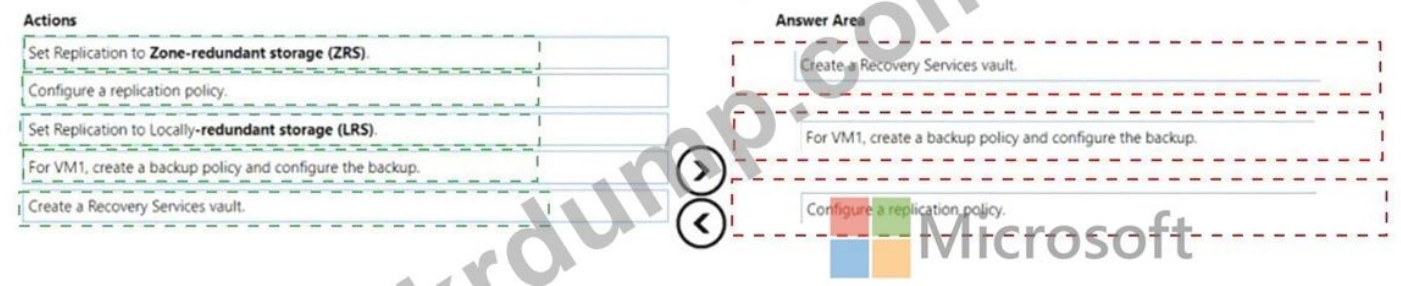 Actions
Answer Area
Set Replication to Zone-redundant storage (ZRS).
Configure a replication policy.
Set Replication to Locally-redundant storage (LRS).
For VM1, create a backup policy and configure the backup.
Create a Recovery Services vault.
Create a Recovery Services vault.
For VM1, create a backup policy and configure the backup.
Configure a replication policy.
Microsoft